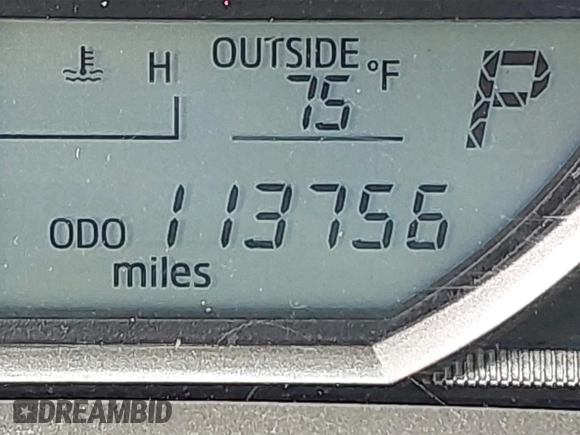 H OUTSIDE
75 °F P
ODO 113756
miles
DREAMBID